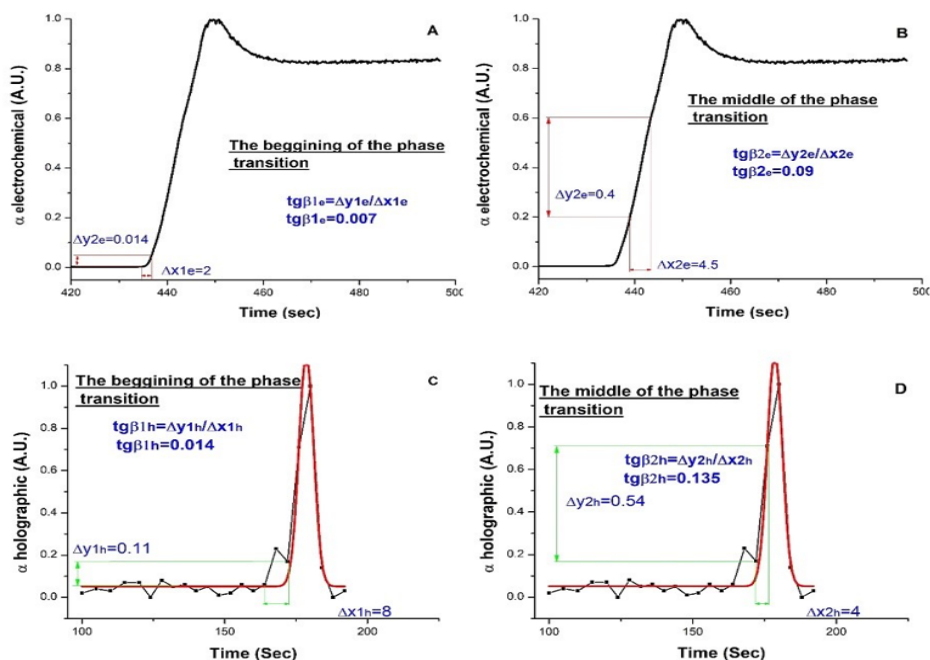 A
1.0
0.8
0.6
0.4
0.2
0.0
α electrochemical (A.U.)
The beggining of the phase
transition
tgβ1e=Δy1e/Δx1e
tgβ1e=0.007
Δy2e=0.014
Δx1e=2
420
440
460
480
500
Time (sec)
B
1.0
0.8
0.6
0.4
0.2
0.0
α electrochemical (A.U.)
The middle of the phase
transition
tgβ2e=Δy2e/Δx2e
tgβ2e=0.09
Δy2e=0.4
Δx2e=4.5
420
440
460
480
500
Time (sec)
C
1.0
0.8
0.6
0.4
0.2
0.0
α holographic (A.U.)
The beggining of the phase
transition
tgβ1h=Δy1h/Δx1h
tgβ1h=0.014
Δy1h=0.11
Δx1h=8
100
150
200
Time (Sec)
D
1.0
0.8
0.6
0.4
0.2
0.0
α holographic (A.U.)
The middle of the phase
transition
tgβ2h=Δy2h/Δx2h
tgβ2h=0.135
Δy2h=0.54
Δx2h=4
100
150
200
Time (Sec)